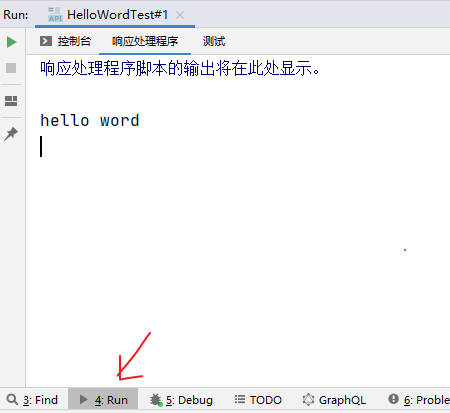 Run: API HelloWordTest#1
控制台 响应处理程序 测试
响应处理程序脚本的输出将在此处显示。
hello word
3: Find 4: Run 5: Debug TODO GraphQL 6: Proble